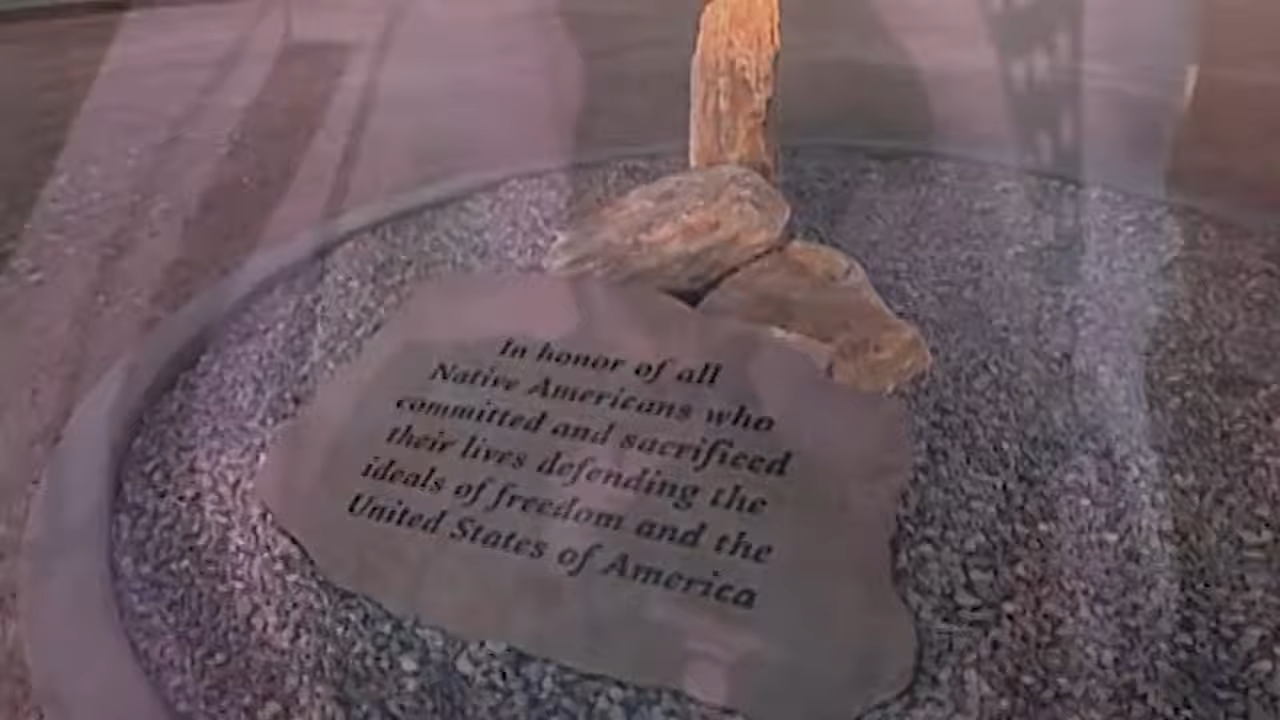 In honor of all
Native Americans who
committed and sacrificed
their lives defending the
ideals of freedom and the
United States of America